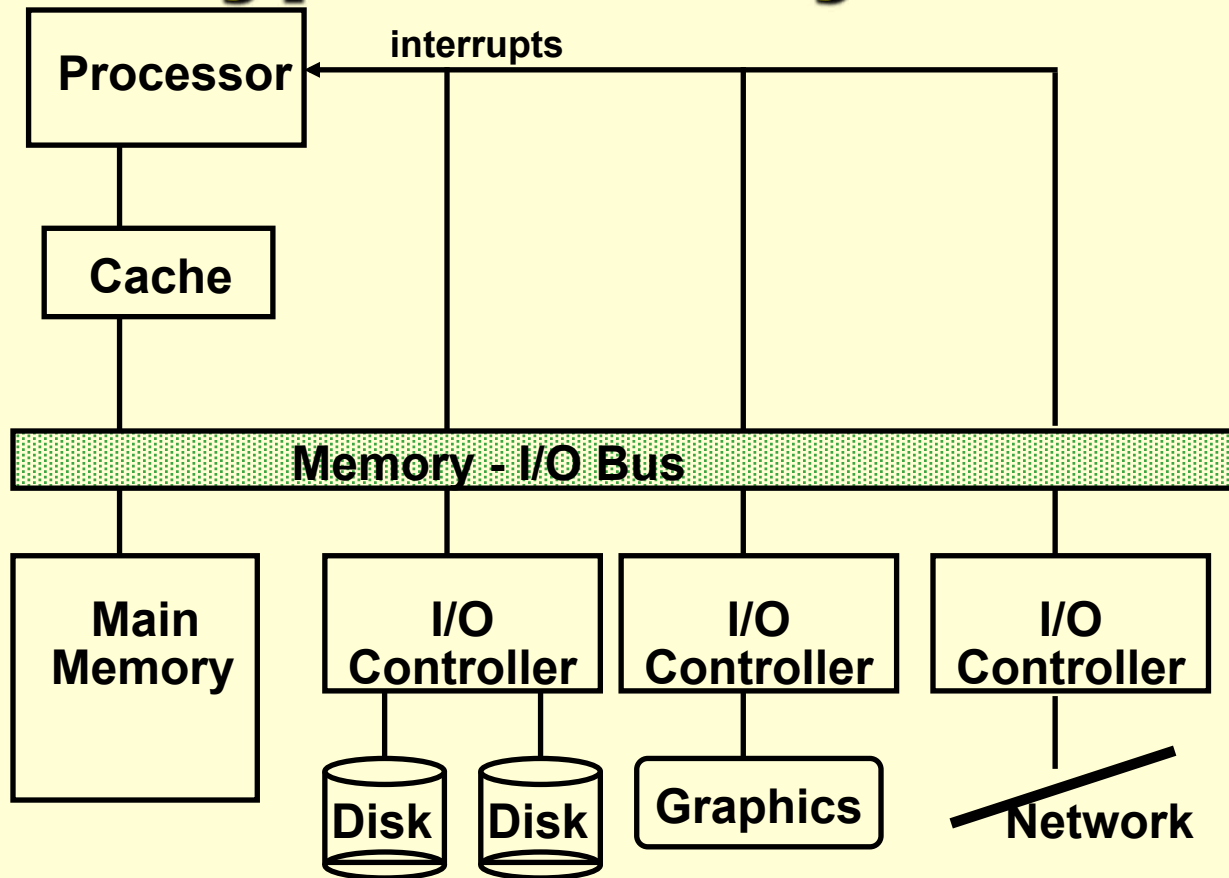 interrupts
Processor
Cache
Memory - I/O Bus
Main
Memory
I/O
Controller
I/O
Controller
I/O
Controller
Disk
Disk
Graphics
Network